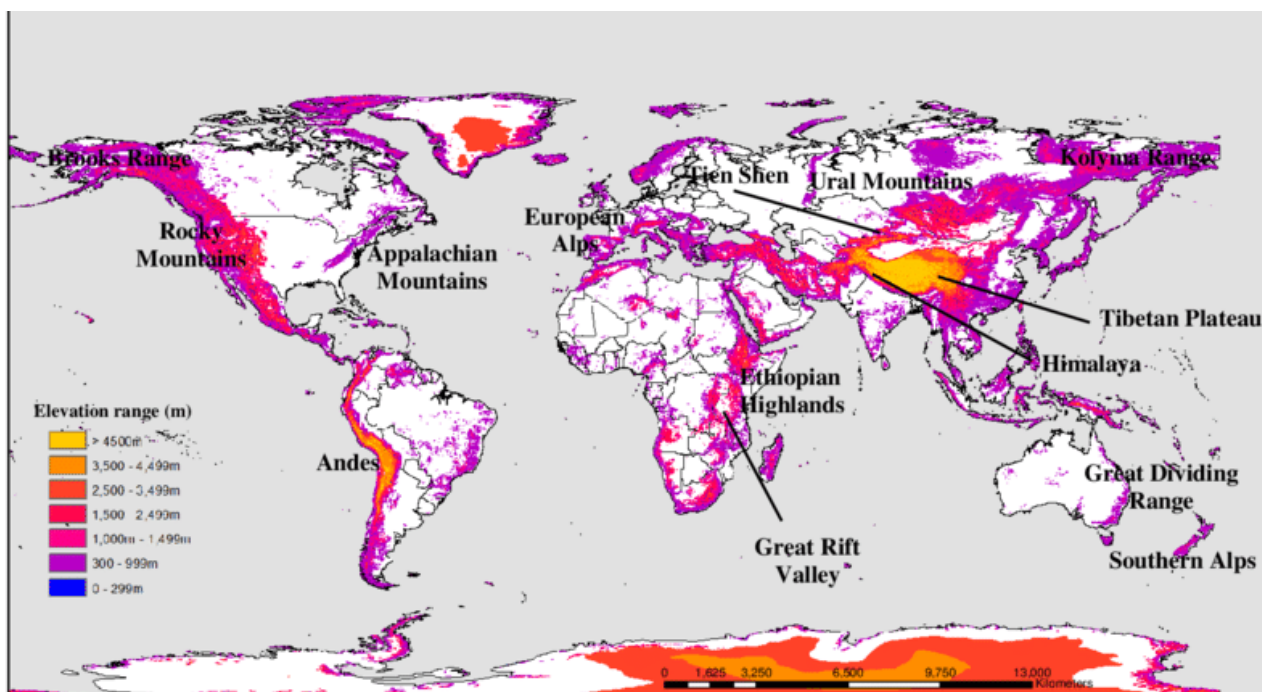 Brooks Range
Kolyma Range
Tien Shen
Ural Mountains
European
Alps
Rocky
Mountains
Appalachian
Mountains
Tibetan Plateau
Himalaya
Ethiopian
Highlands
Elevation range (m)
> 4500m
3,500 - 4,499m
2,500 - 3,499m
1,500 - 2,499m
1,000m - 1,499m
300 - 999m
0 - 299m
Andes
Great Dividing
Range
Great Rift
Valley
Southern Alps
0 1,625 3,250 6,500 9,750 13,000
Kilometers